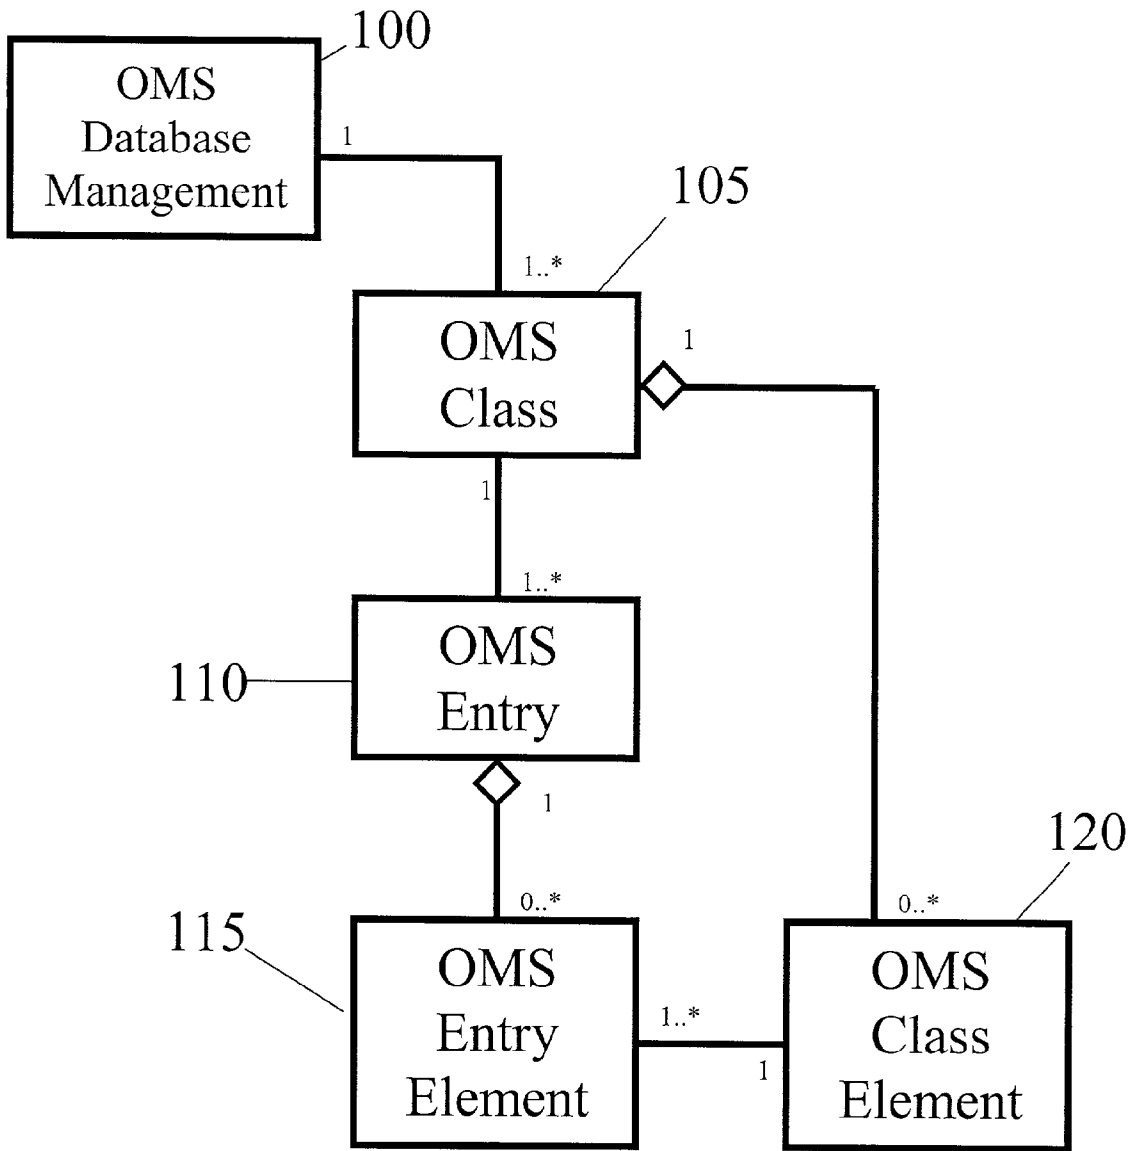 100
OMS
Database
Management
1
105
1..*
OMS
Class
1
1
1..*
OMS
Entry
110
1
120
0..*
0..*
115
OMS
Entry
Element
1..*
1
OMS
Class
Element